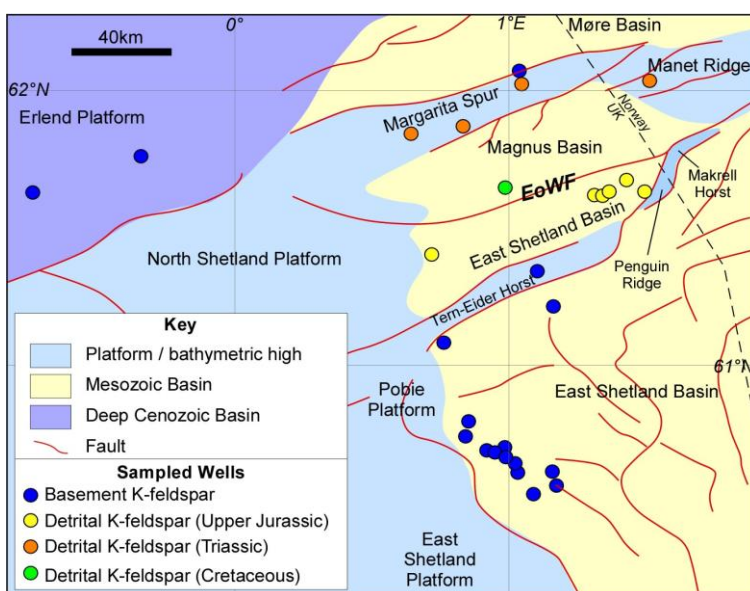 0°
1°E
Møre Basin
40km
62°N
Manet Ridge
Erlend Platform
Margarita Spur
Norway
UK
Magnus Basin
Makrell
Horst
EoWF
East Shetland Basin
North Shetland Platform
Penguin
Ridge
Tern-Eider Horst
61°N
Pobie
Platform
East Shetland Basin
East
Shetland
Platform
Key
Platform / bathymetric high
Mesozoic Basin
Deep Cenozoic Basin
Fault
Sampled Wells
Basement K-feldspar
Detrital K-feldspar (Upper Jurassic)
Detrital K-feldspar (Triassic)
Detrital K-feldspar (Cretaceous)